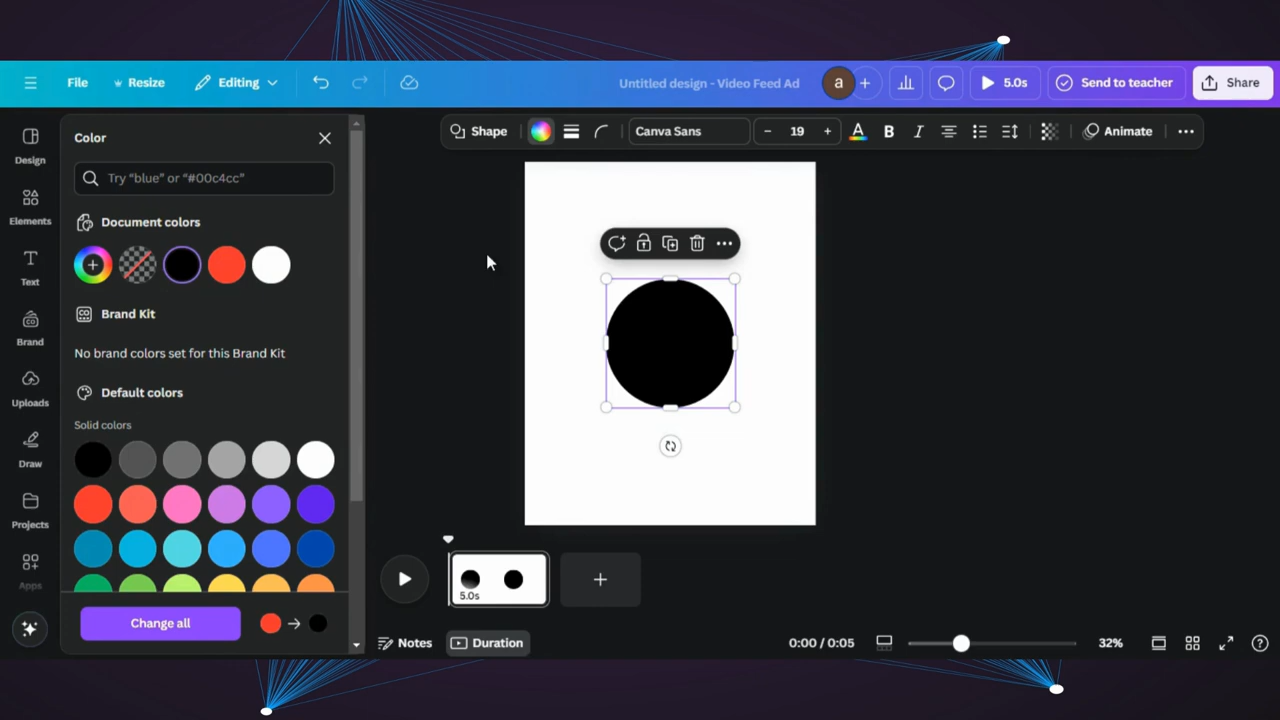 File
Resize
Editing
Untitled design - Video Feed Ad
a
5.0s
Send to teacher
Share
Design
Elements
Text
Brand
Uploads
Draw
Projects
Apps
Color
Try “blue” or “#00c4cc”
Document colors
Brand Kit
No brand colors set for this Brand Kit
Default colors
Solid colors
Change all
Shape
Canva Sans
- 19 +
A
B
I
Animate
5.0s
Notes
Duration
0:00 / 0:05
32%